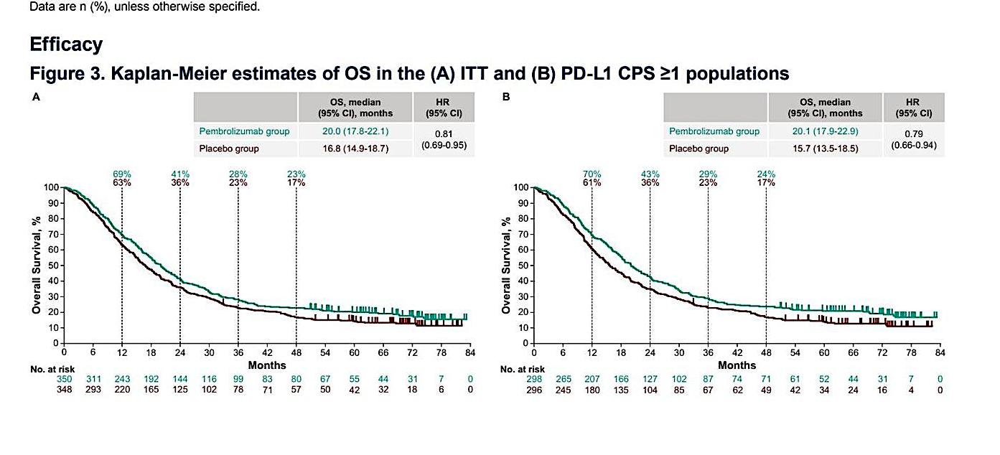 Data are n (%), unless otherwise specified.
Efficacy
Figure 3. Kaplan-Meier estimates of OS in the (A) ITT and (B) PD-L1 CPS ≥1 populations
A
OS, median (95% CI), months
HR (95% CI)
Pembrolizumab group 20.0 (17.8-22.1)
Placebo group 16.8 (14.9-18.7)
0.81 (0.69-0.95)
69% 41% 28% 23%
63% 36% 23% 17%
Overall Survival, %
100
90
80
70
60
50
40
30
20
10
0
0 6 12 18 24 30 36 42 48 54 60 66 72 78 84
Months
No. at risk
350 311 243 192 144 116 99 83 80 67 55 44 31 7 0
348 293 220 165 125 102 78 71 57 50 42 32 18 6 0
B
OS, median (95% CI), months
HR (95% CI)
Pembrolizumab group 20.1 (17.9-22.9)
Placebo group 15.7 (13.5-18.5)
0.79 (0.66-0.94)
70% 43% 29% 24%
61% 36% 23% 17%
Overall Survival, %
100
90
80
70
60
50
40
30
20
10
0
0 6 12 18 24 30 36 42 48 54 60 66 72 78 84
Months
No. at risk
298 265 207 166 127 102 87 74 71 61 52 44 31 7 0
296 245 180 135 104 85 67 62 49 42 34 24 16 4 0